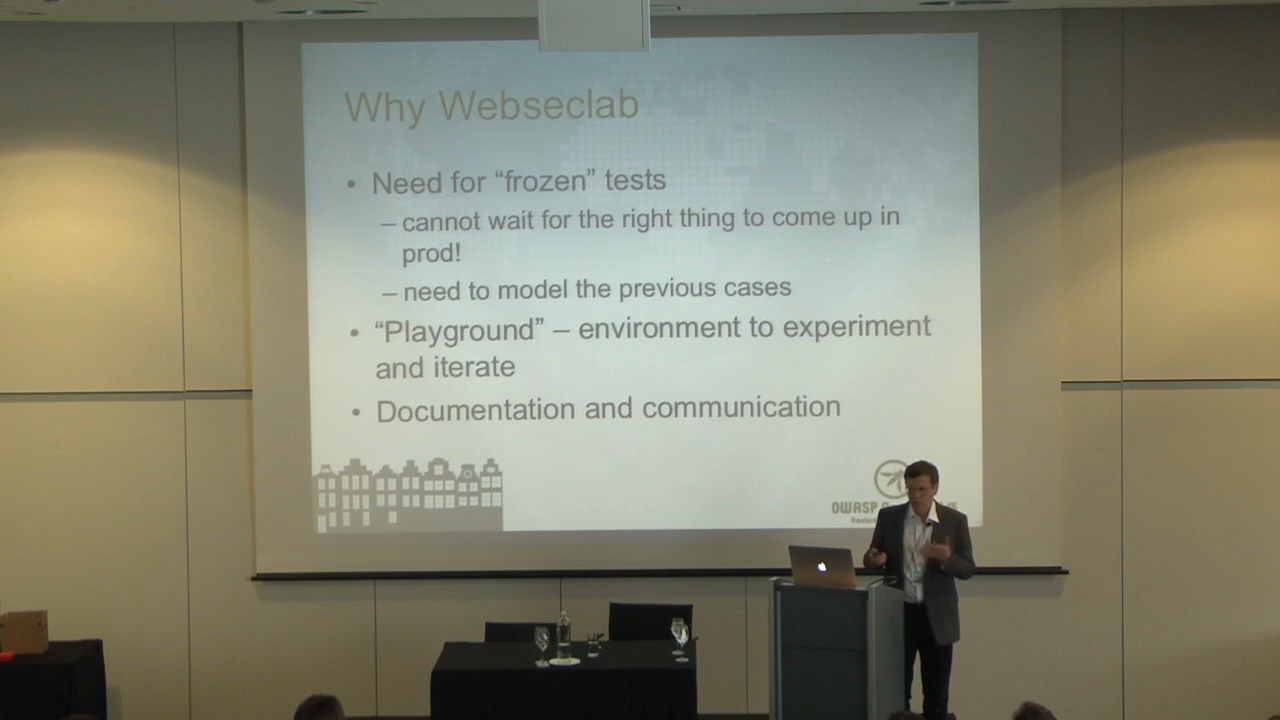 Why Webseclab
• Need for “frozen” tests
– cannot wait for the right thing to come up in
prod!
– need to model the previous cases
• “Playground” – environment to experiment
and iterate
• Documentation and communication
OWASP